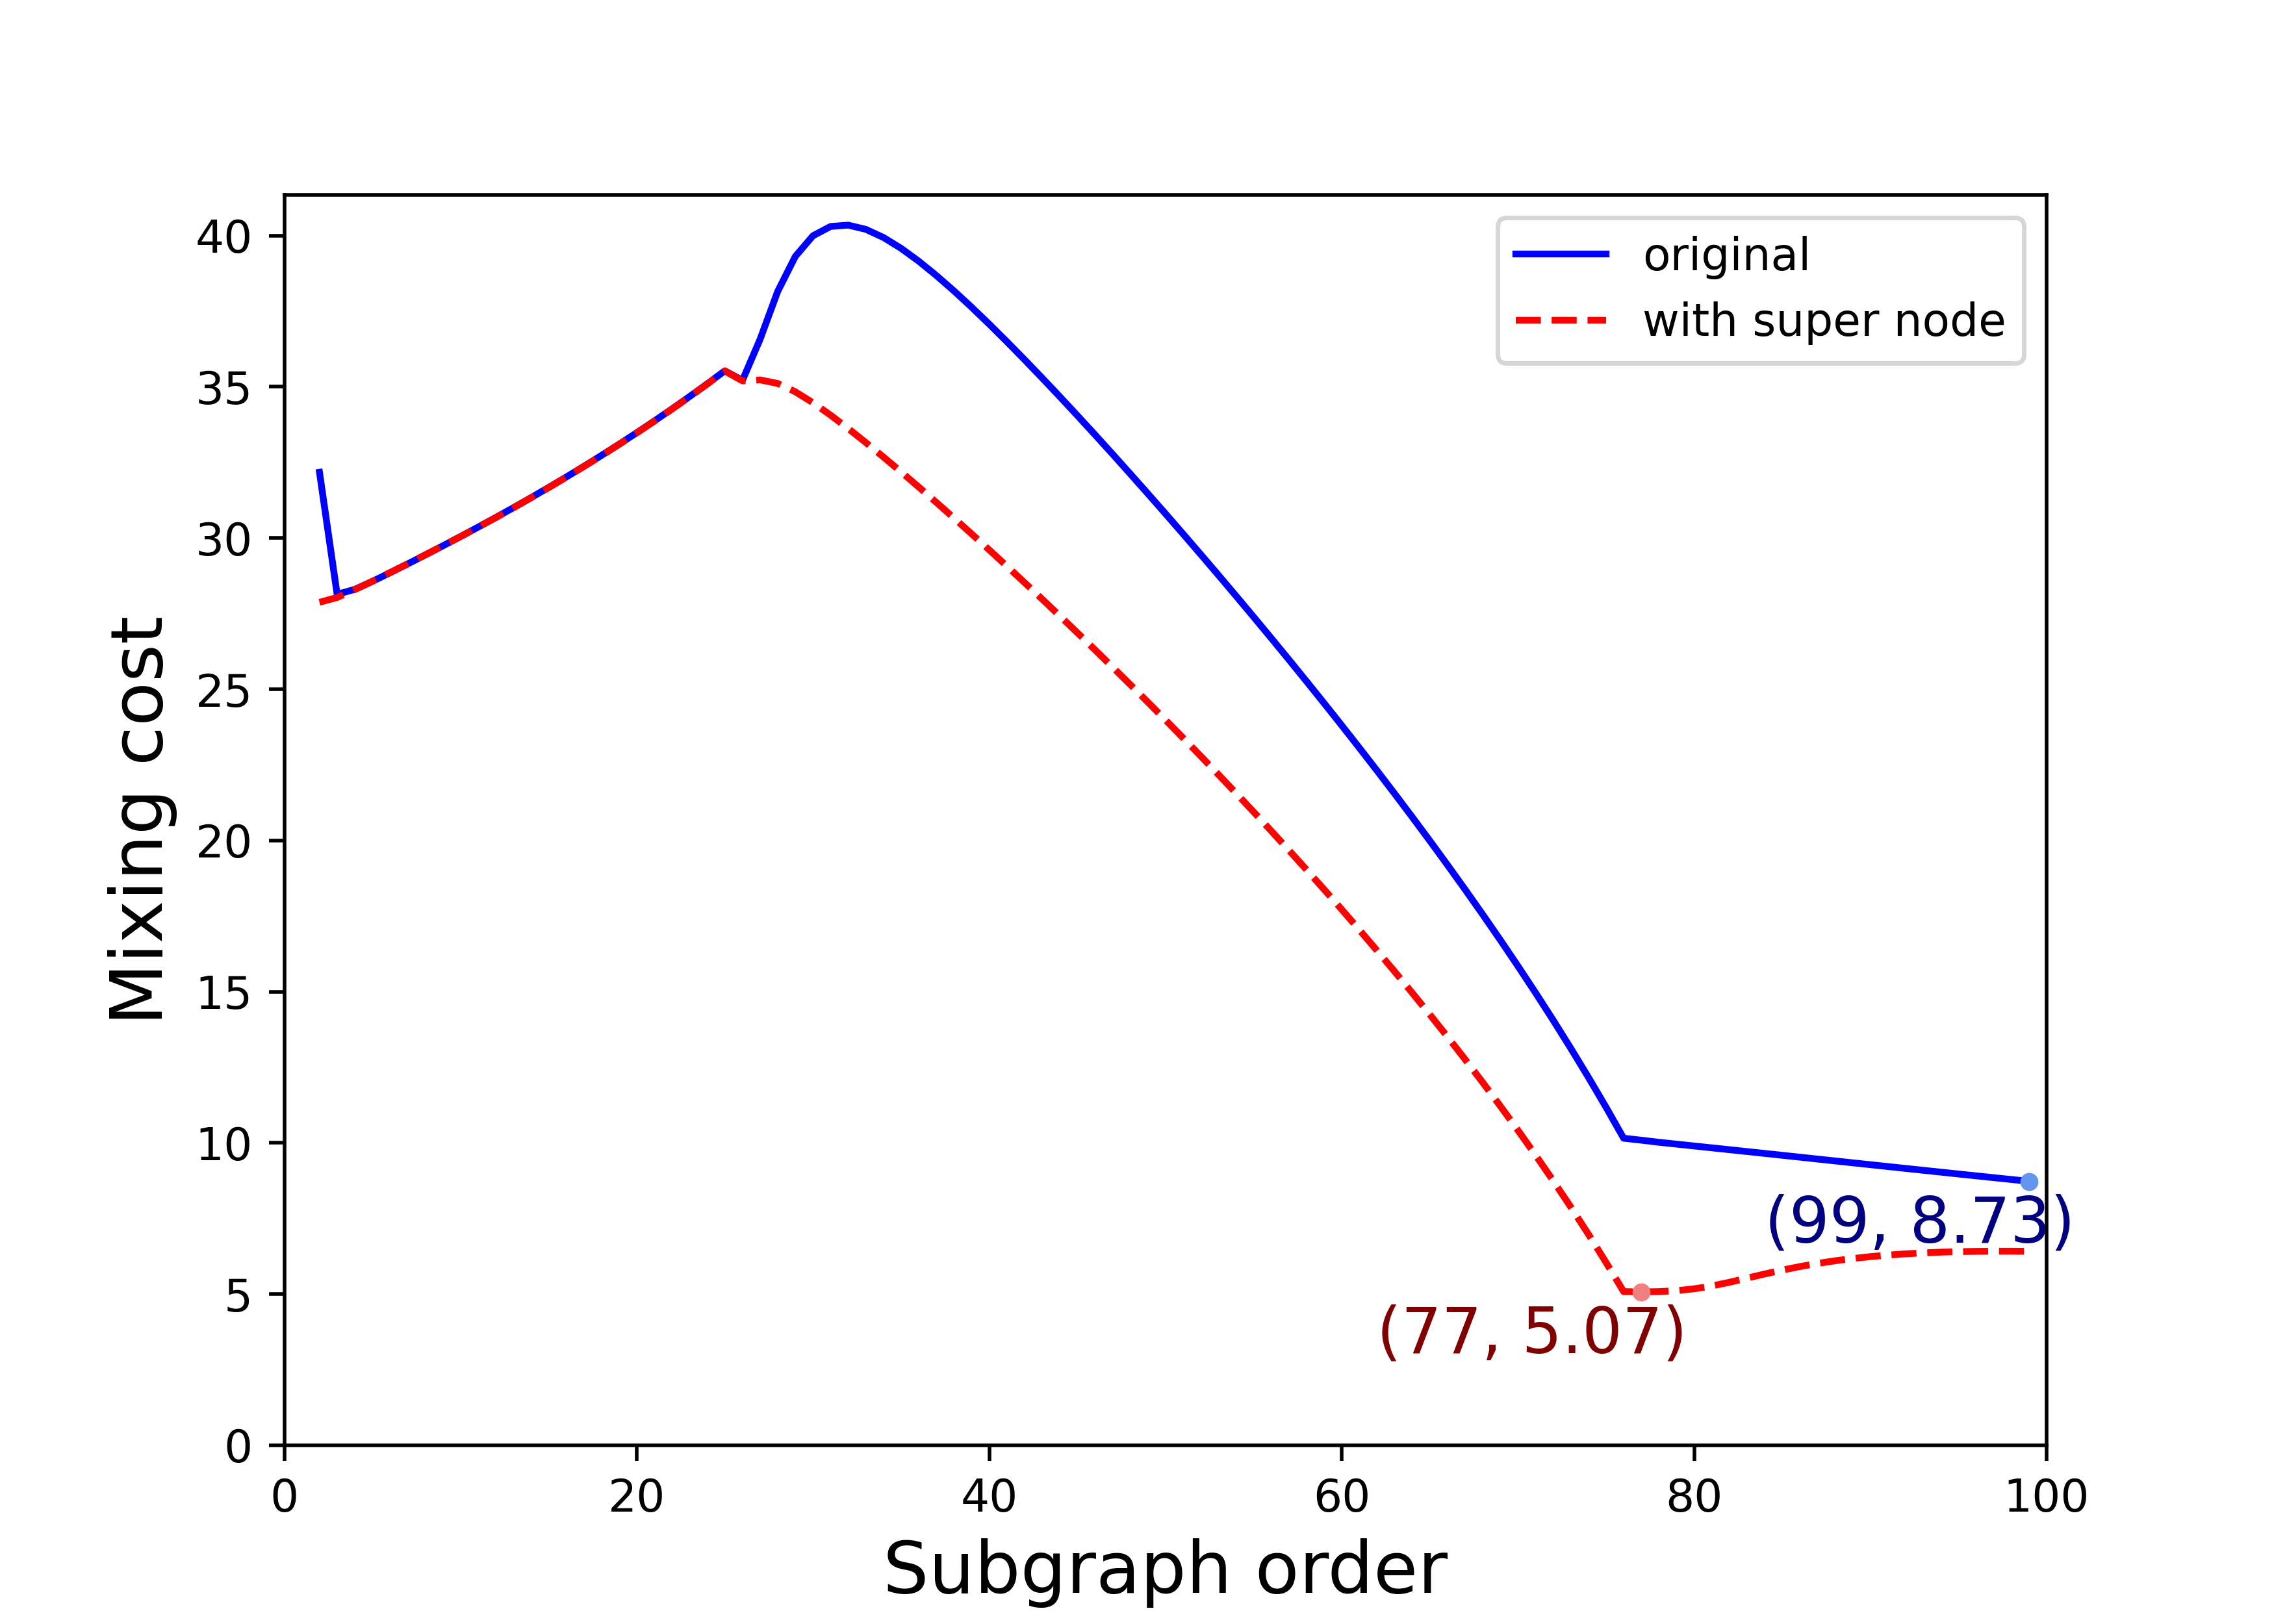 original
with super node
40
35
30
25
20
15
10
5
0
Mixing cost
(99, 8.73)
(77, 5.07)
0 20 40 60 80 100
Subgraph order